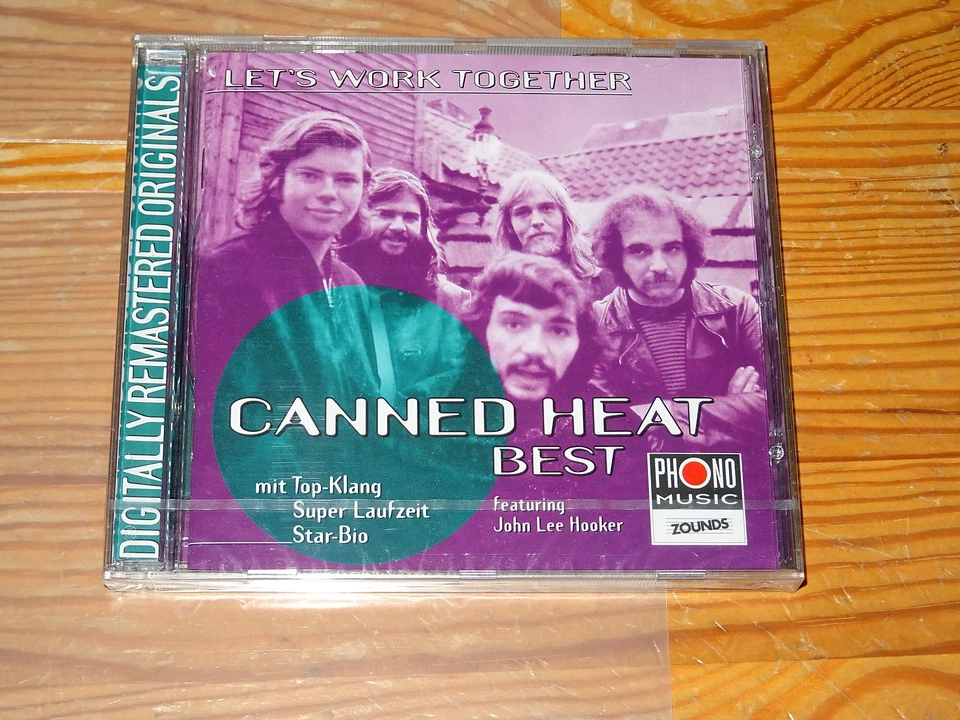 DIGITALLY REMASTERED ORIGINALS
LET'S WORK TOGETHER
CANNED HEAT
BEST
mit Top-Klang
Super Laufzeit
Star-Bio
featuring
John Lee Hooker
PHONO
MUSIC
ZOUNDS